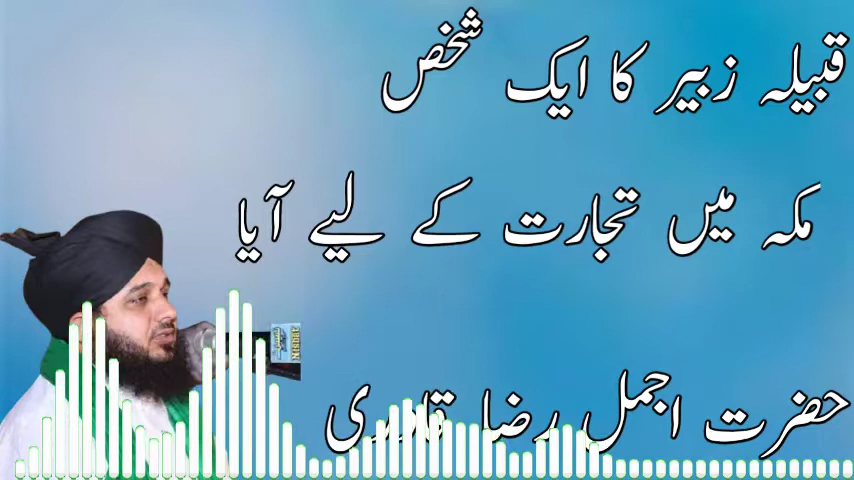 قبیلہ زبیر کا ایک شخص
مکہ میں تجارت کے لیے آیا
حضرت اجمل رضا قادری